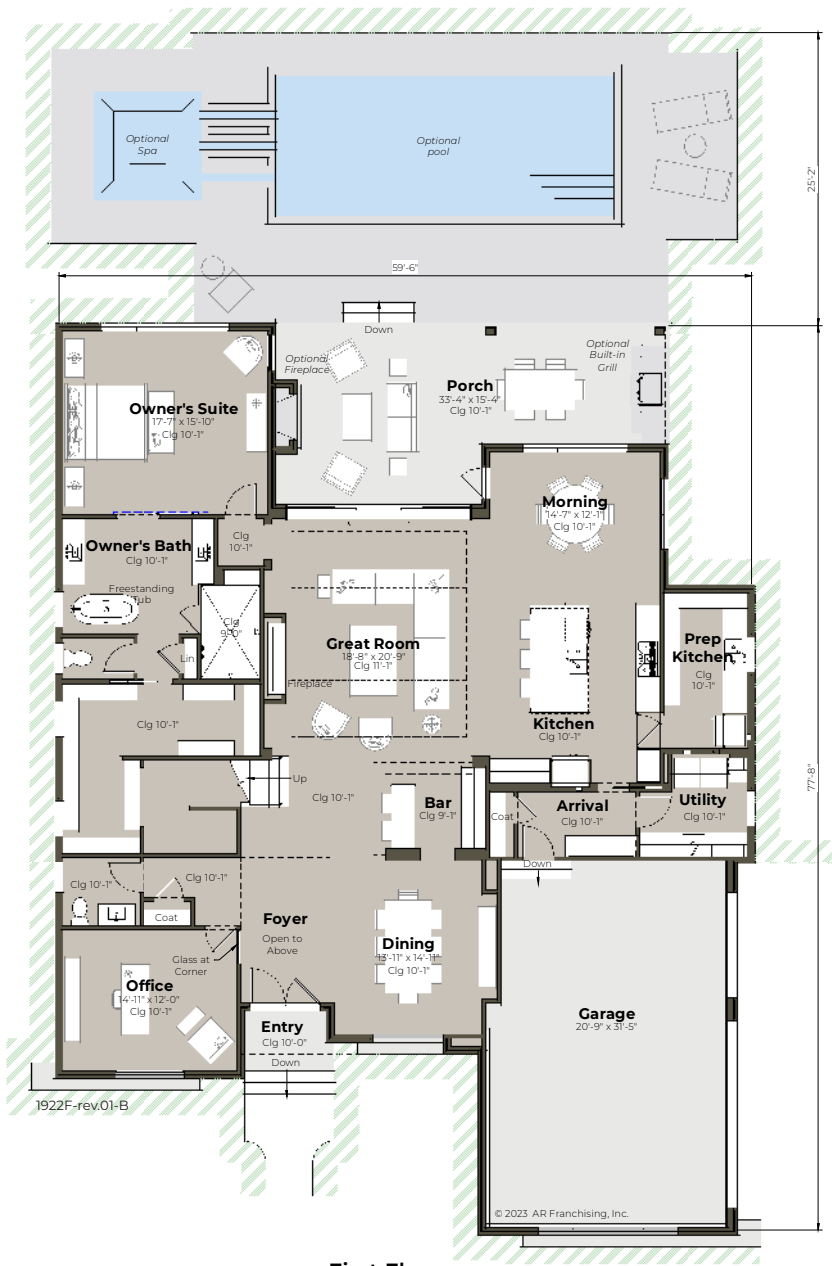 Optional
Spa
Optional
pool
25'-2"
59'-6"
Down
Optional
Fireplace
Optional
Built-in
Grill
Porch
33'-4" x 15'-4"
Clg 10'-1"
Owner's Suite
17'-7" x 15'-10"
Clg 10'-1"
Morning
14'-7" x 12'-1"
Clg 10'-1"
Clg
10'-1"
Owner's Bath
Clg 10'-1"
Freestanding
Tub
Clg
9'-0"
Lin
Great Room
18'-8" x 20'-9"
Clg 11'-1"
Fireplace
Prep
Kitchen
Clg
10'-1"
Kitchen
Clg 10'-1"
Clg 10'-1"
Up
Clg 10'-1"
Bar
Clg 9'-1"
Coat
Arrival
Clg 10'-1"
Utility
Clg 10'-1"
77'-8"
Down
Clg 10'-1"
Clg 10'-1"
Coat
Foyer
Open to
Above
Dining
13'-11" x 14'-11"
Clg 10'-1"
Glass at
Corner
Office
14'-11" x 12'-0"
Clg 10'-1"
Garage
20'-9" x 31'-5"
Entry
Clg 10'-0"
Down
1922F-rev.01-B
© 2023 AR Franchising, Inc.